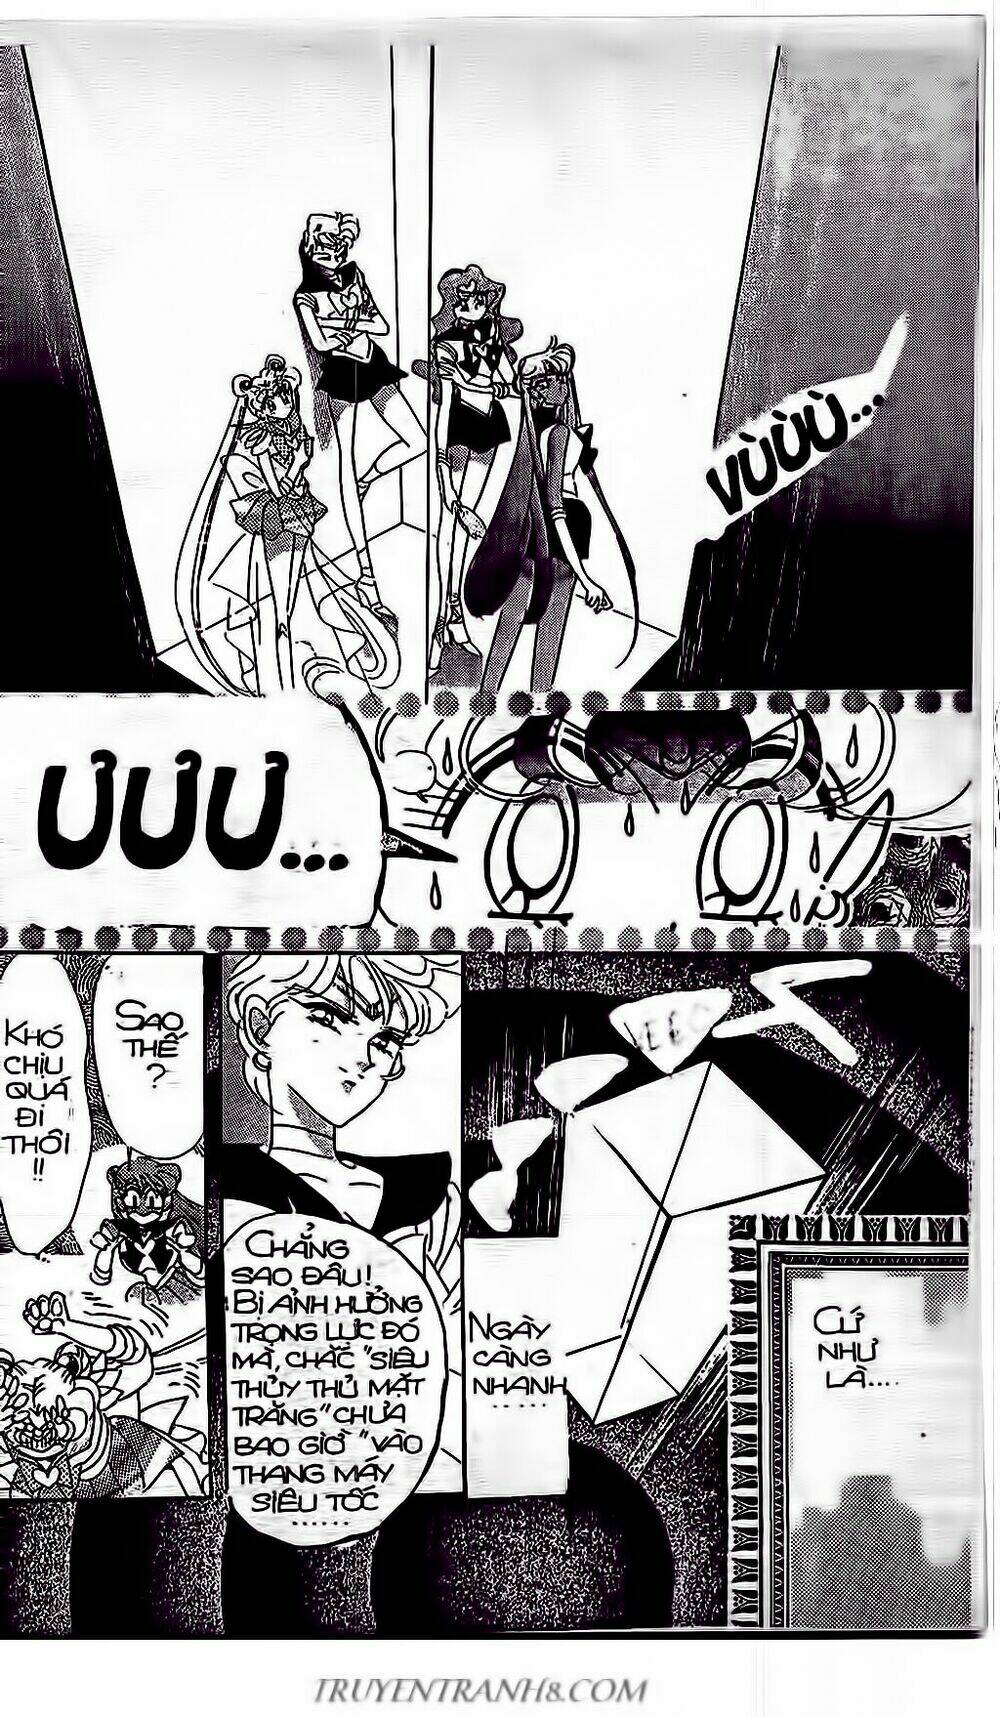 VÙÙÙ...
ƯƯƯ...
SAO
THẾ
?
KHÓ
CHỊU
QUÁ
ĐI
THÔI
!!
CHẲNG
SAO ĐÂU!
BỊ ẢNH HƯỞNG
TRỌNG LỰC ĐÓ
MÀ, CHẮC "SIÊU
THỦY THỦ MẶT
TRĂNG" CHƯA
BAO GIỜ "VÀO
THANG MÁY
SIÊU TỐC
......
NGÀY
CÀNG
NHANH
......
CỨ
NHƯ
LÀ....
TRUYENTRANH8.COM